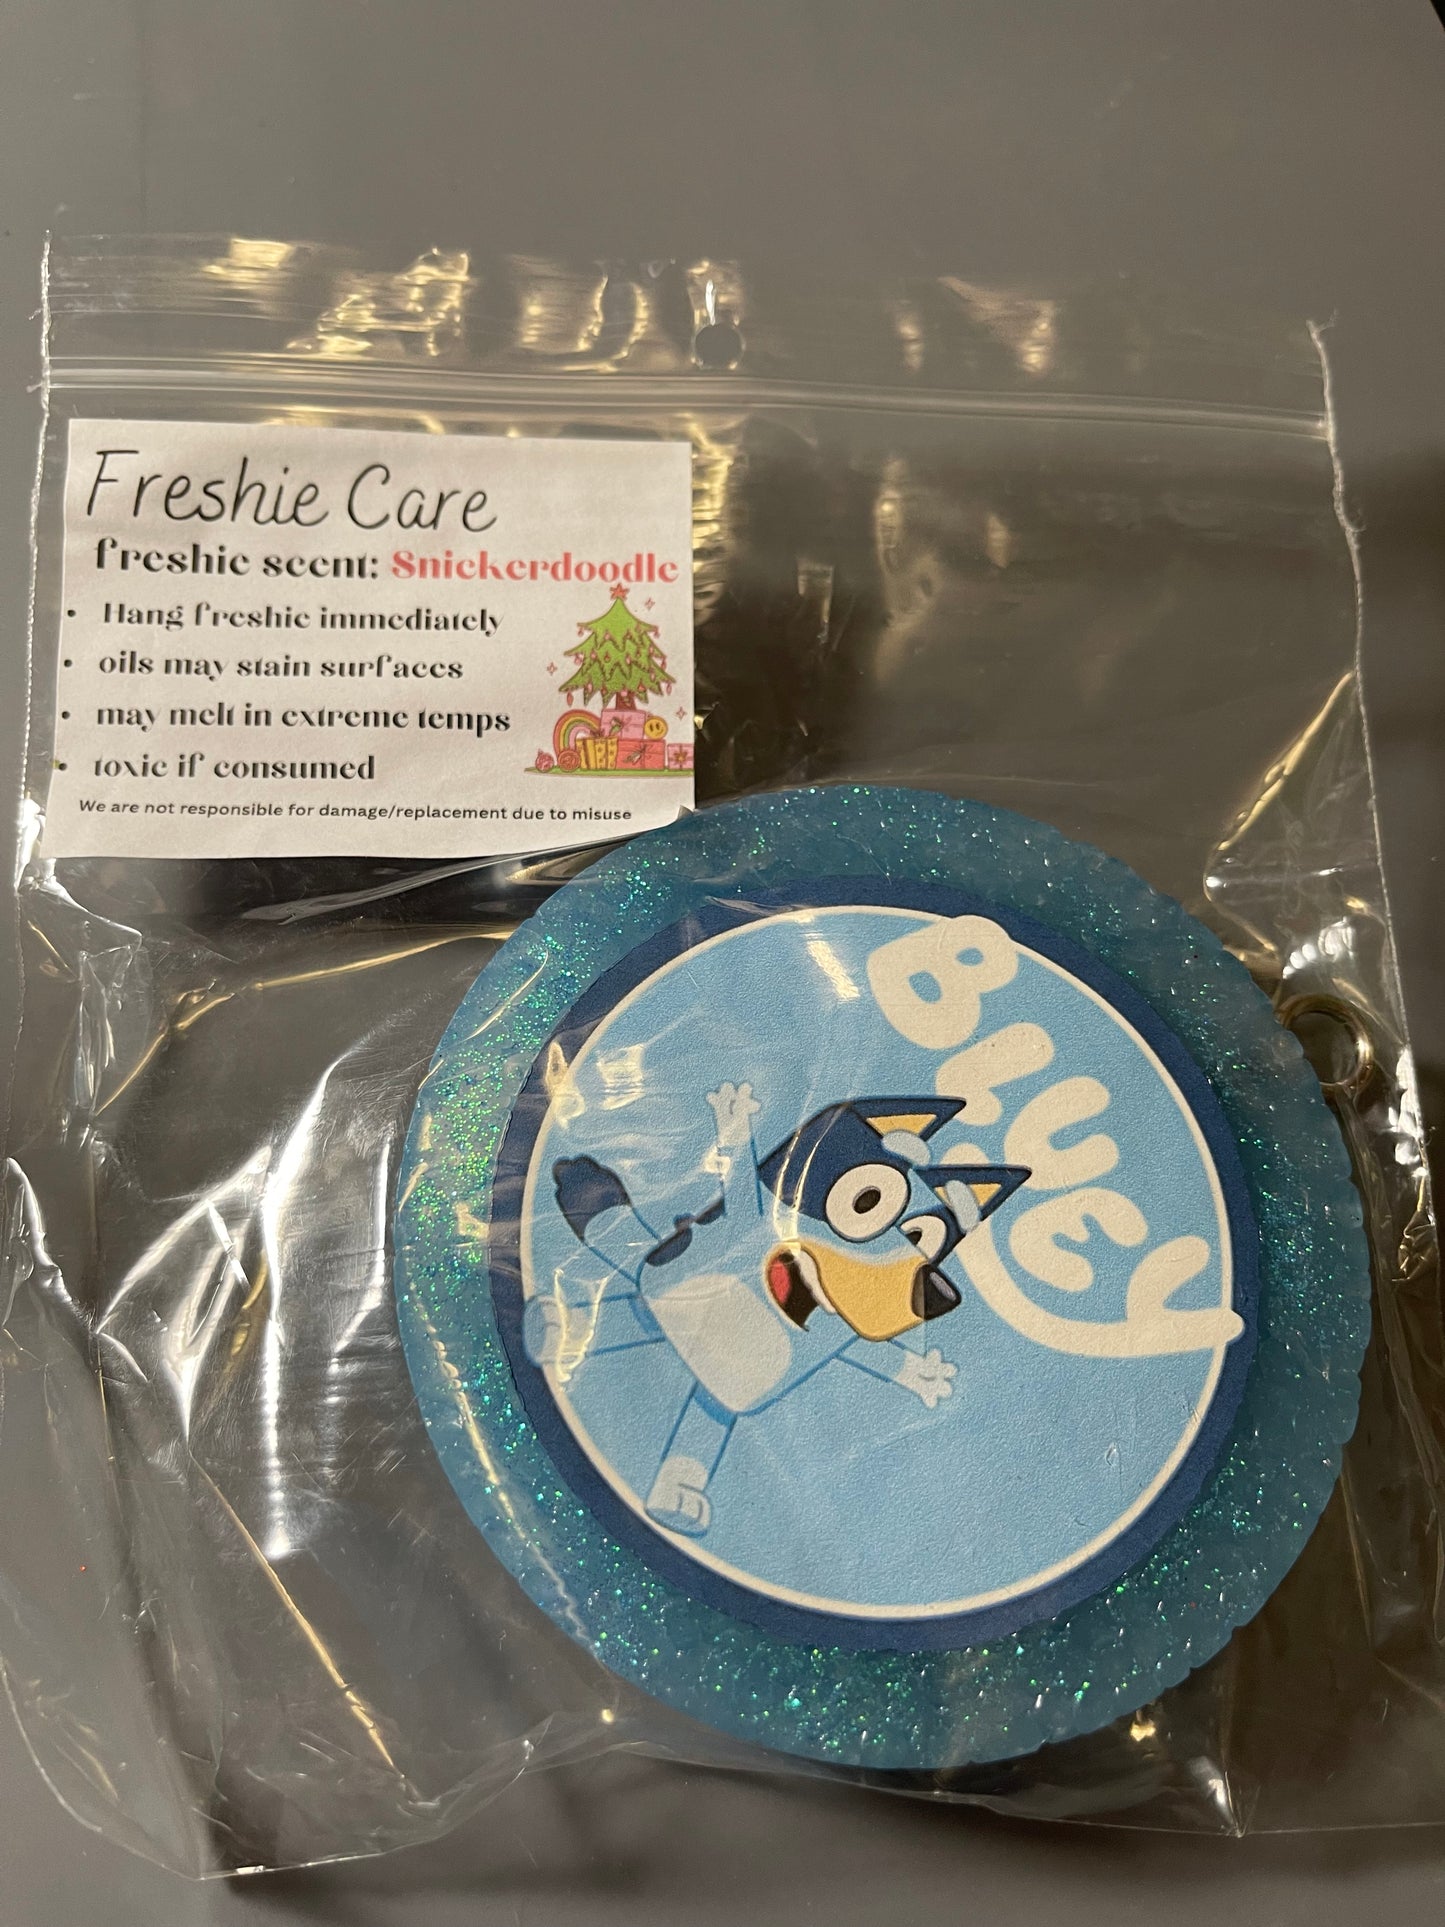 Freshie Care
freshie scent: Snickerdoodle
• Hang freshie immediately
• oils may stain surfaces
• may melt in extreme temps
• toxic if consumed
We are not responsible for damage/replacement due to misuse
BLUEY